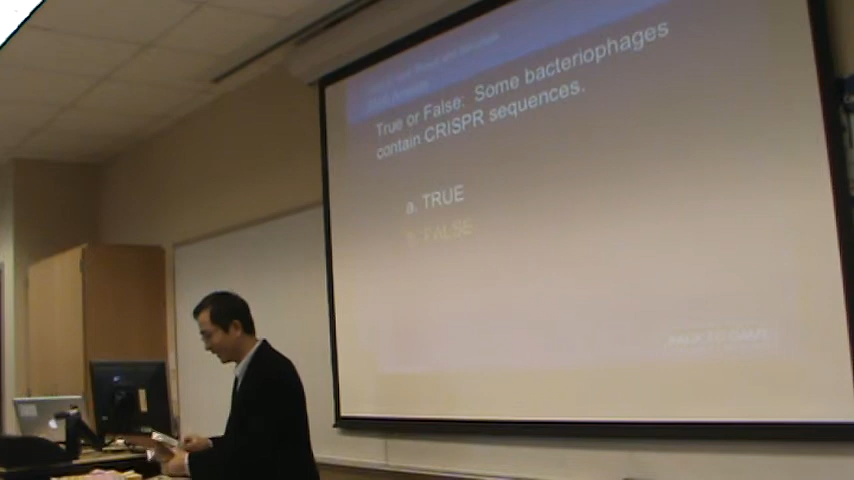 True or False: Some bacteriophages
contain CRISPR sequences.
a. TRUE
b. FALSE